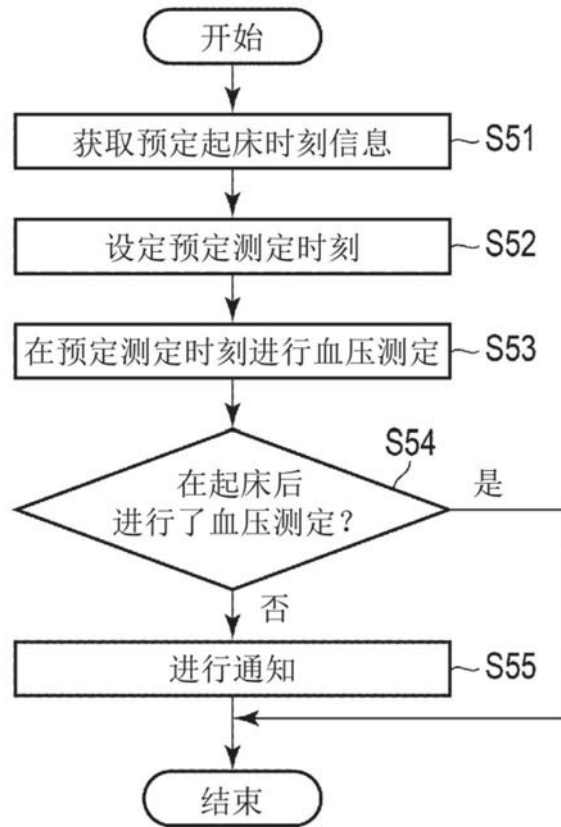 开始
获取预定起床时刻信息
S51
设定预定测定时刻
S52
在预定测定时刻进行血压测定
S53
S54
在起床后
进行了血压测定?
是
否
进行通知
S55
结束